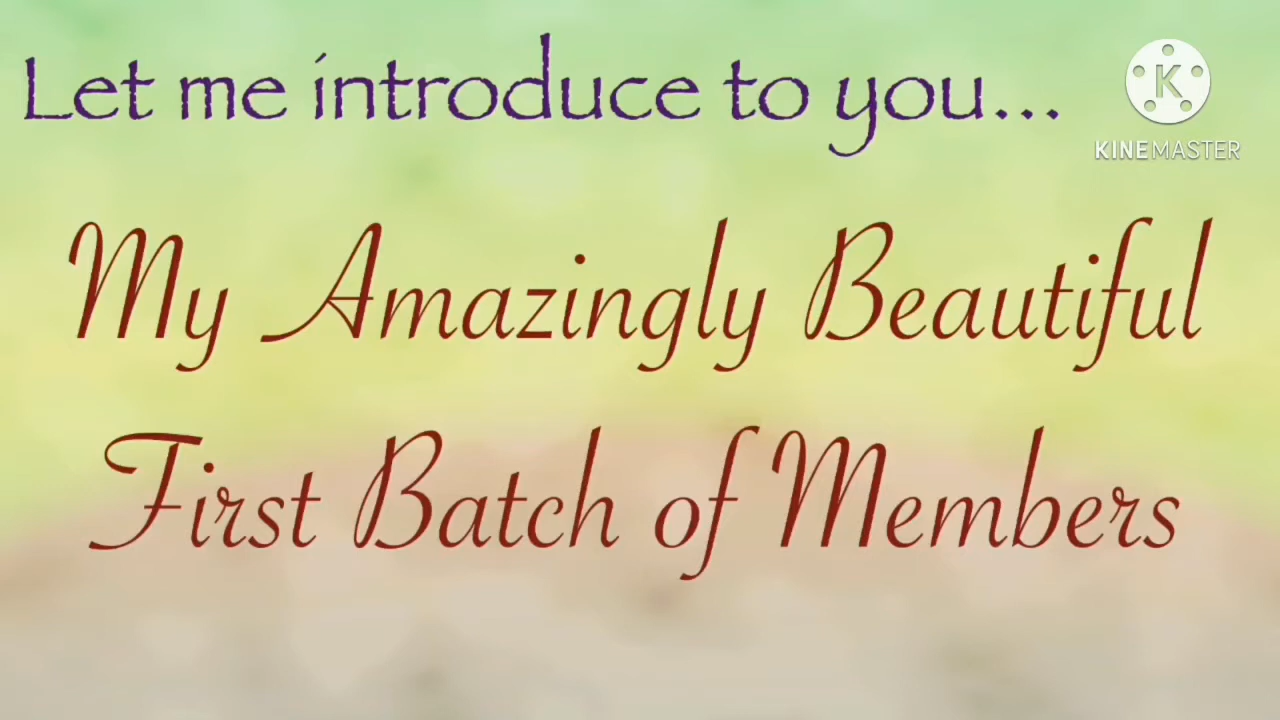 Let me introduce to you...
K
KINEMASTER
My Amazingly Beautiful
First Batch of Members